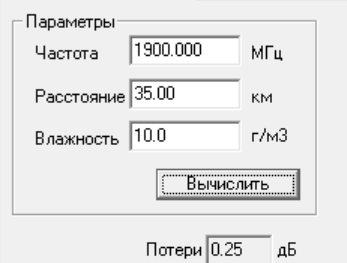 Параметры
Частота 1900.000 МГц
Расстояние 35.00 км
Влажность 10.0 г/м3
Вычислить
Потери 0.25 дБ